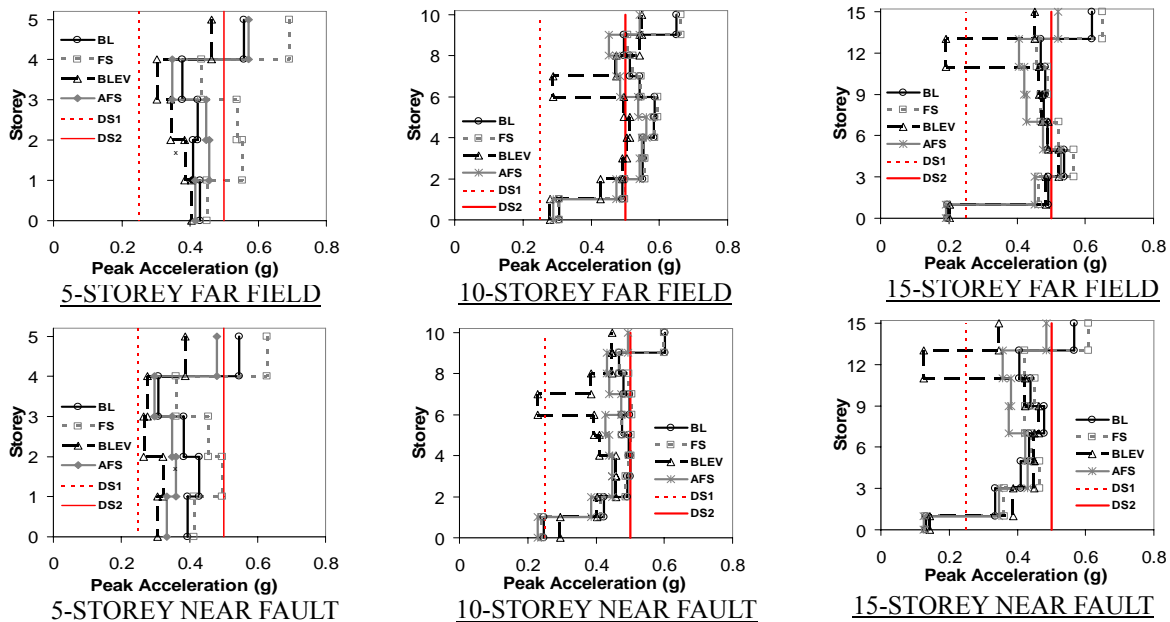 5
4
3
2
1
0
Storey
BL
FS
BLEV
AFS
DS1
DS2
x
0 0.2 0.4 0.6 0.8
Peak Acceleration (g)
5-STOREY FAR FIELD
10
8
6
4
2
0
Storey
BL
FS
BLEV
AFS
DS1
DS2
0 0.2 0.4 0.6 0.8
Peak Acceleration (g)
10-STOREY FAR FIELD
15
12
9
6
3
0
Storey
BL
FS
BLEV
AFS
DS1
DS2
0 0.2 0.4 0.6 0.8
Peak Acceleration (g)
15-STOREY FAR FIELD
5
4
3
2
1
0
Storey
BL
FS
BLEV
AFS
DS1
DS2
x
0 0.2 0.4 0.6 0.8
Peak Acceleration (g)
5-STOREY NEAR FAULT
10
8
6
4
2
0
Storey
BL
FS
BLEV
AFS
DS1
DS2
0 0.2 0.4 0.6 0.8
Peak Acceleration (g)
10-STOREY NEAR FAULT
15
12
9
6
3
0
Storey
BL
FS
BLEV
AFS
DS1
DS2
0 0.2 0.4 0.6 0.8
Peak Acceleration (g)
15-STOREY NEAR FAULT